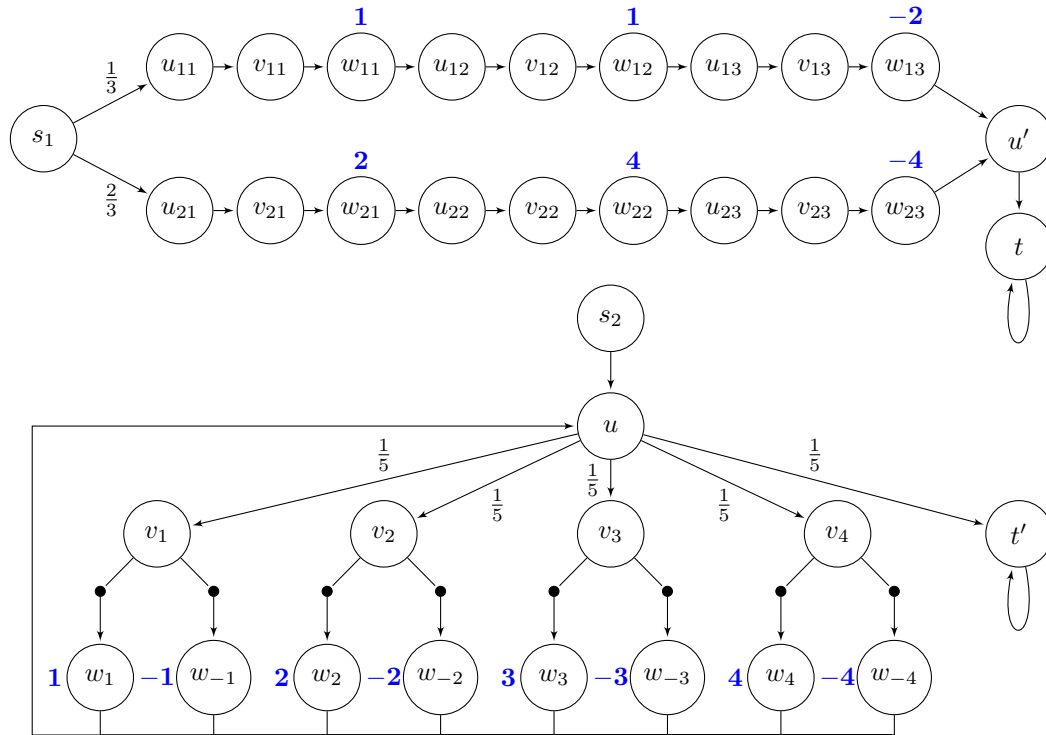 1 1 −2
u₁₁ v₁₁ w₁₁ u₁₂ v₁₂ w₁₂ u₁₃ v₁₃ w₁₃
1/3
s₁ u′
2 4 −4
2/3
u₂₁ v₂₁ w₂₁ u₂₂ v₂₂ w₂₂ u₂₃ v₂₃ w₂₃
t
s₂
u
1/5 1/5 1/5 1/5 1/5
v₁ v₂ v₃ v₄ t′
1 w₁ −1 w₋₁ 2 w₂ −2 w₋₂ 3 w₃ −3 w₋₃ 4 w₄ −4 w₋₄